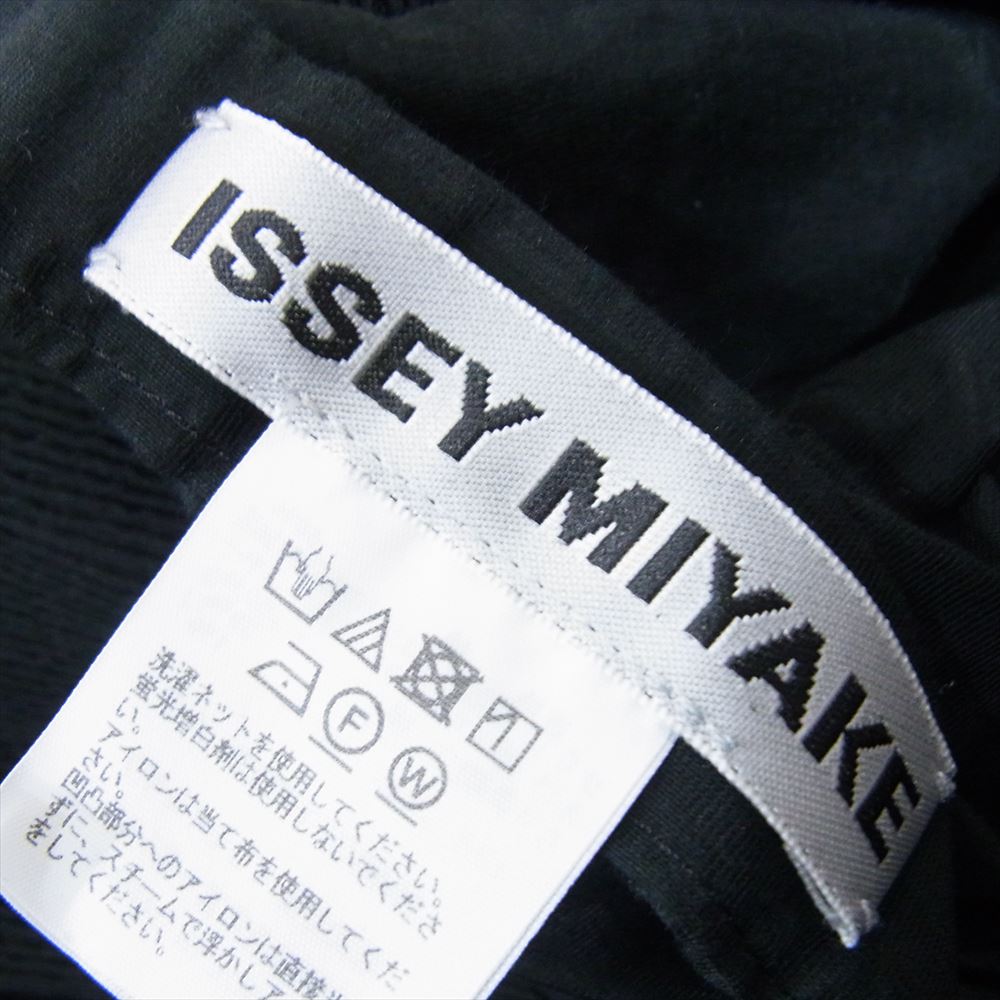 ISSEY MIYAKE
F
W
洗濯ネットを使用してください。
蛍光増白剤は使用しないでくださ
い。
アイロンは当て布を使用してくだ
さい。
凹凸部分へのアイロンは直接
ずに、スチームで浮かし
をしてください。